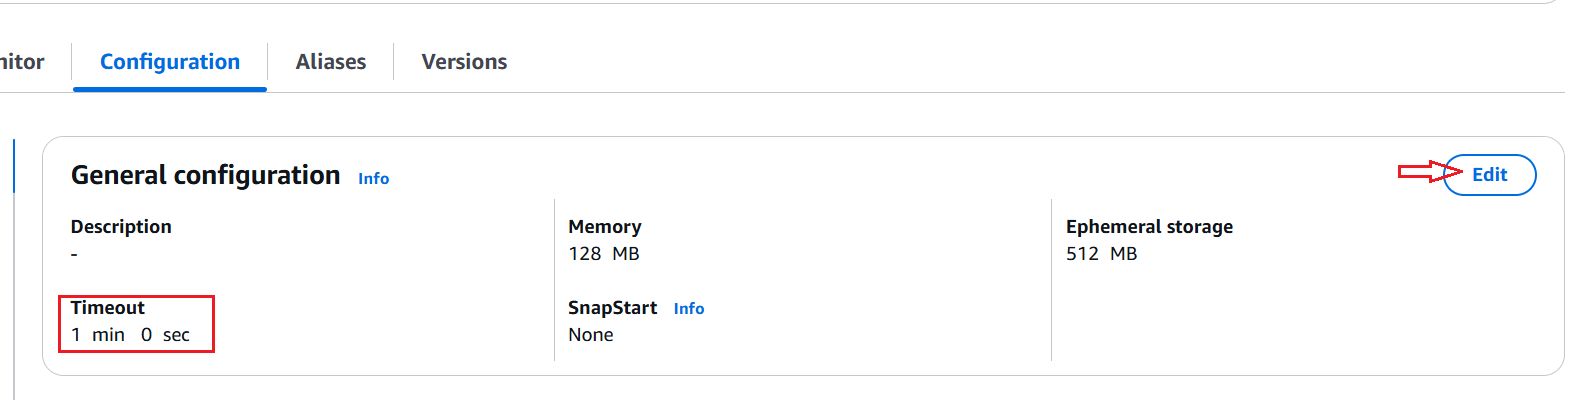 nitor Configuration Aliases Versions
General configuration Info Edit
Description Memory Ephemeral storage
- 128 MB 512 MB
Timeout SnapStart Info
1 min 0 sec None